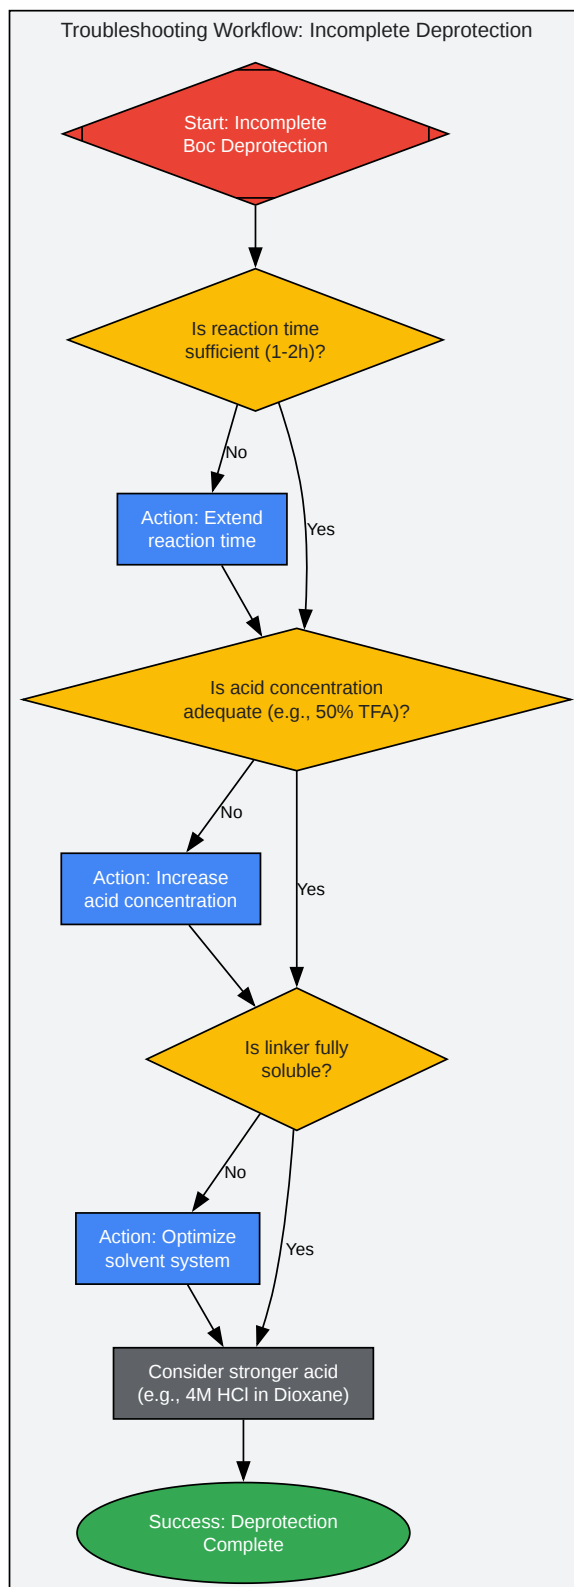 Troubleshooting Workflow: Incomplete Deprotection
Start: Incomplete
Boc Deprotection
Is reaction time
sufficient (1-2h)?
No
Action: Extend
reaction time
Yes
Is acid concentration
adequate (e.g., 50% TFA)?
No
Action: Increase
acid concentration
Yes
Is linker fully
soluble?
No
Action: Optimize
solvent system
Yes
Consider stronger acid
(e.g., 4M HCl in Dioxane)
Success: Deprotection
Complete